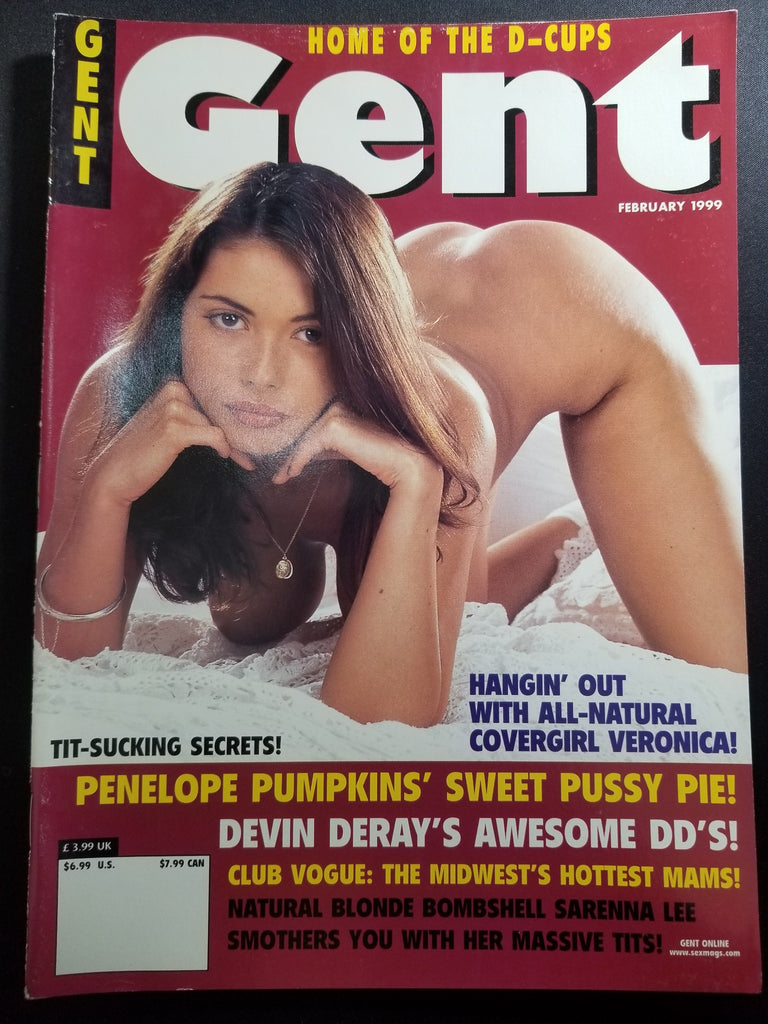 GENT
HOME OF THE D-CUPS
Gent
FEBRUARY 1999
HANGIN' OUT
WITH ALL-NATURAL
COVERGIRL VERONICA!
TIT-SUCKING SECRETS!
PENELOPE PUMPKINS' SWEET PUSSY PIE!
DEVIN DERAY'S AWESOME DD'S!
£3.99 UK
$6.99 U.S. $7.99 CAN
CLUB VOGUE: THE MIDWEST'S HOTTEST MAMS!
NATURAL BLONDE BOMBSHELL SARENNA LEE
SMOTHERS YOU WITH HER MASSIVE TITS!
GENT ONLINE
www.sexmags.com